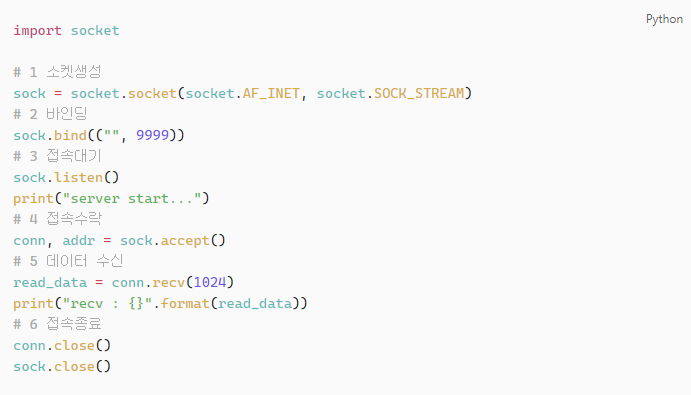 Python
import socket
# 1 소켓생성
sock = socket.socket(socket.AF_INET, socket.SOCK_STREAM)
# 2 바인딩
sock.bind(("", 9999))
# 3 접속대기
sock.listen()
print("server start...")
# 4 접속수락
conn, addr = sock.accept()
# 5 데이터 수신
read_data = conn.recv(1024)
print("recv : {}".format(read_data))
# 6 접속종료
conn.close()
sock.close()